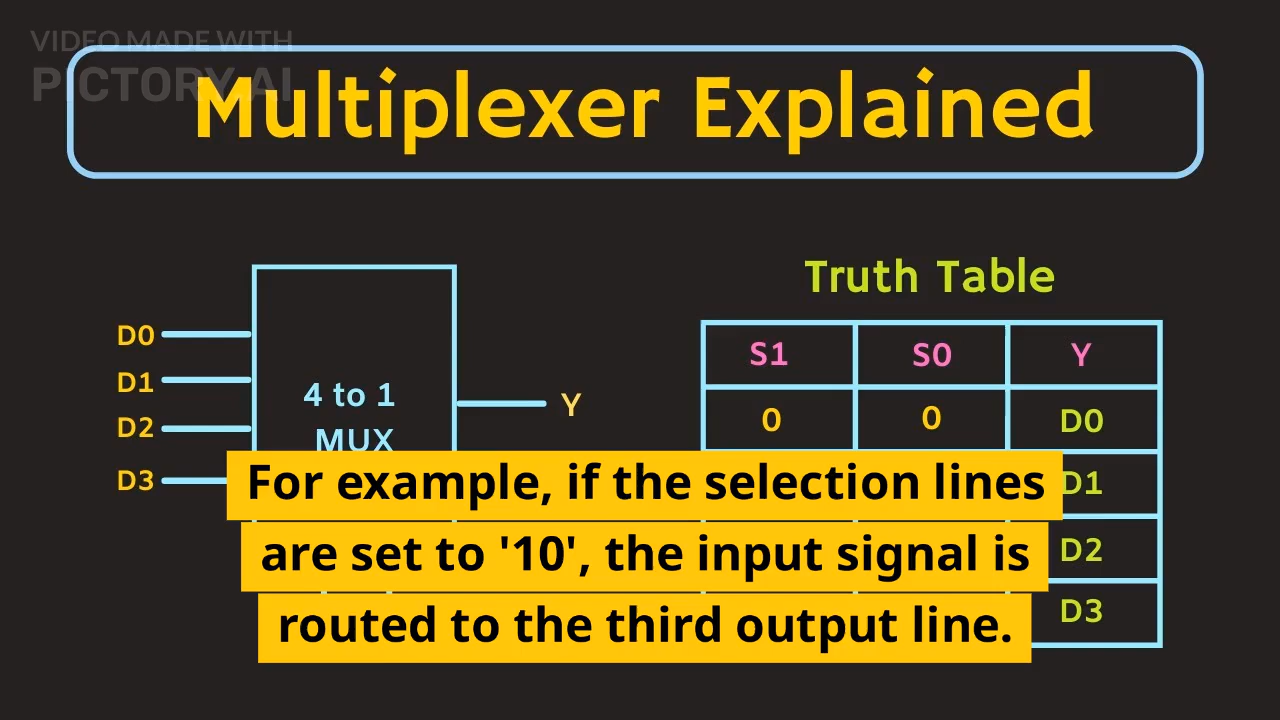 VIDEO MADE WITH
PICTORY.AI
Multiplexer Explained
Truth Table
S1 S0 Y
D0
D1
D2
D3
4 to 1
MUX
Y
0 0 D0
D1
D2
D3
For example, if the selection lines
are set to '10', the input signal is
routed to the third output line.